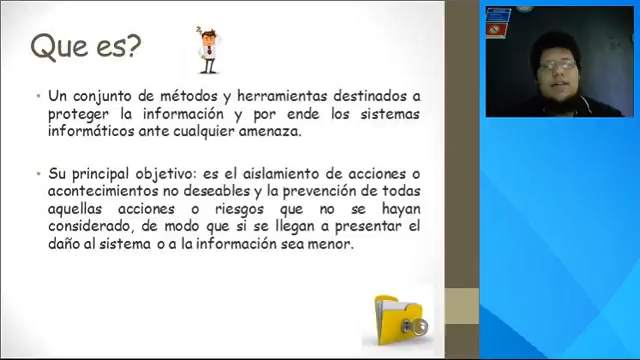 Que es?
Un conjunto de métodos y herramientas destinados a
proteger la información y por ende los sistemas
informáticos ante cualquier amenaza.
Su principal objetivo: es el aislamiento de acciones o
acontecimientos no deseables y la prevención de todas
aquellas acciones o riesgos que no se hayan
considerado, de modo que si se llegan a presentar el
daño al sistema o a la información sea menor.